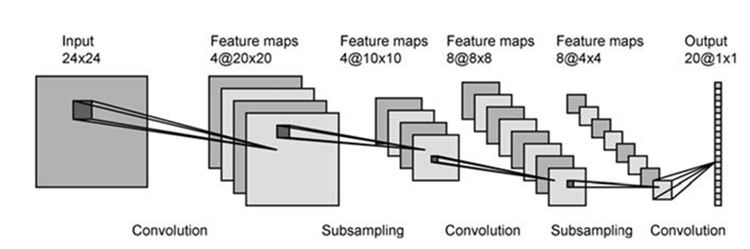 Input
24x24
Feature maps
4@20x20
Feature maps
4@10x10
Feature maps
8@8x8
Feature maps
8@4x4
Output
20@1x1
Convolution
Subsampling
Convolution
Subsampling
Convolution